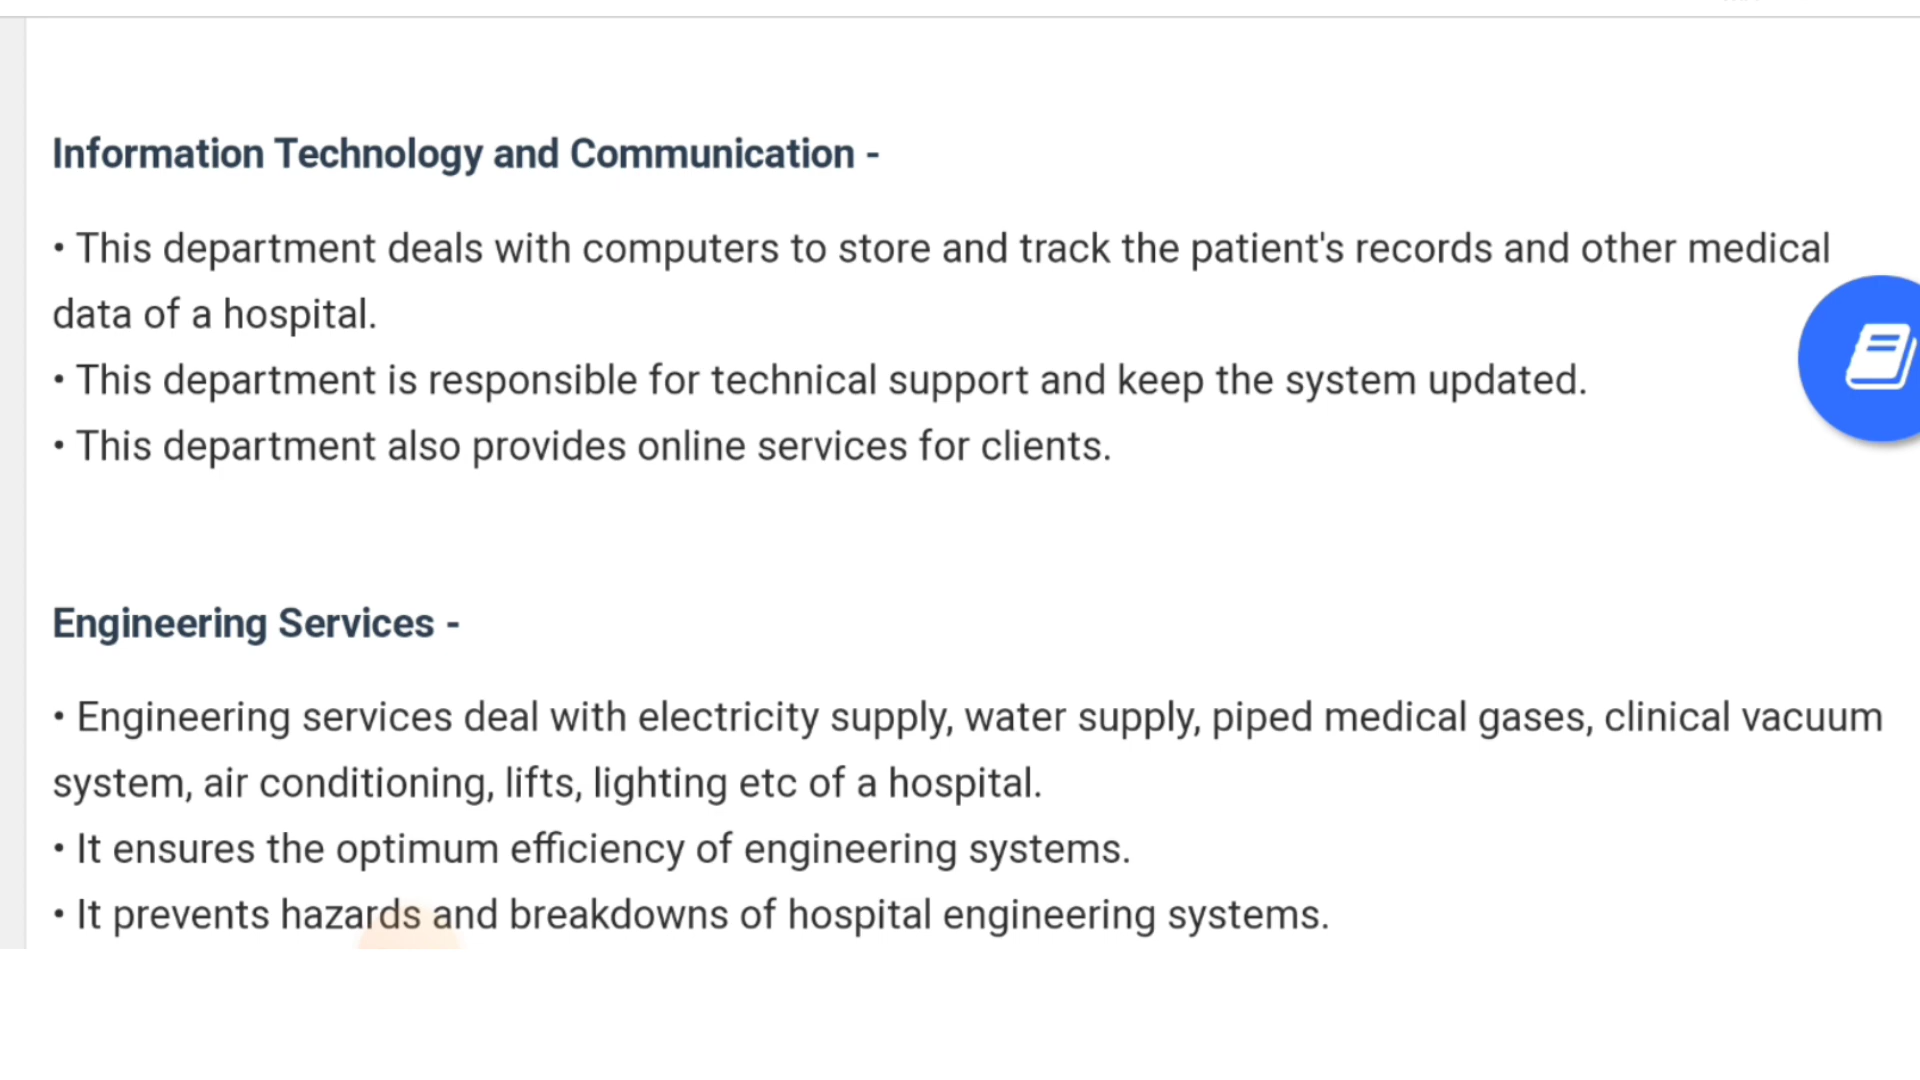 Information Technology and Communication -
• This department deals with computers to store and track the patient's records and other medical
data of a hospital.
• This department is responsible for technical support and keep the system updated.
• This department also provides online services for clients.
Engineering Services -
• Engineering services deal with electricity supply, water supply, piped medical gases, clinical vacuum
system, air conditioning, lifts, lighting etc of a hospital.
• It ensures the optimum efficiency of engineering systems.
• It prevents hazards and breakdowns of hospital engineering systems.